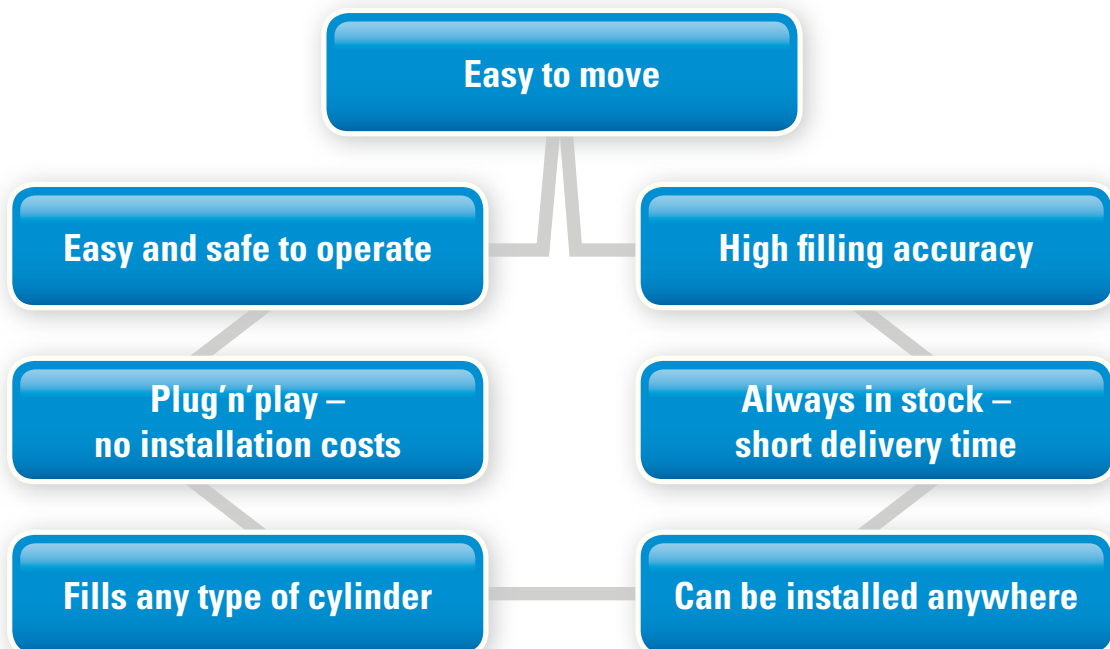 Easy to move
Easy and safe to operate
High filling accuracy
Plug’n’play –
no installation costs
Always in stock –
short delivery time
Fills any type of cylinder
Can be installed anywhere